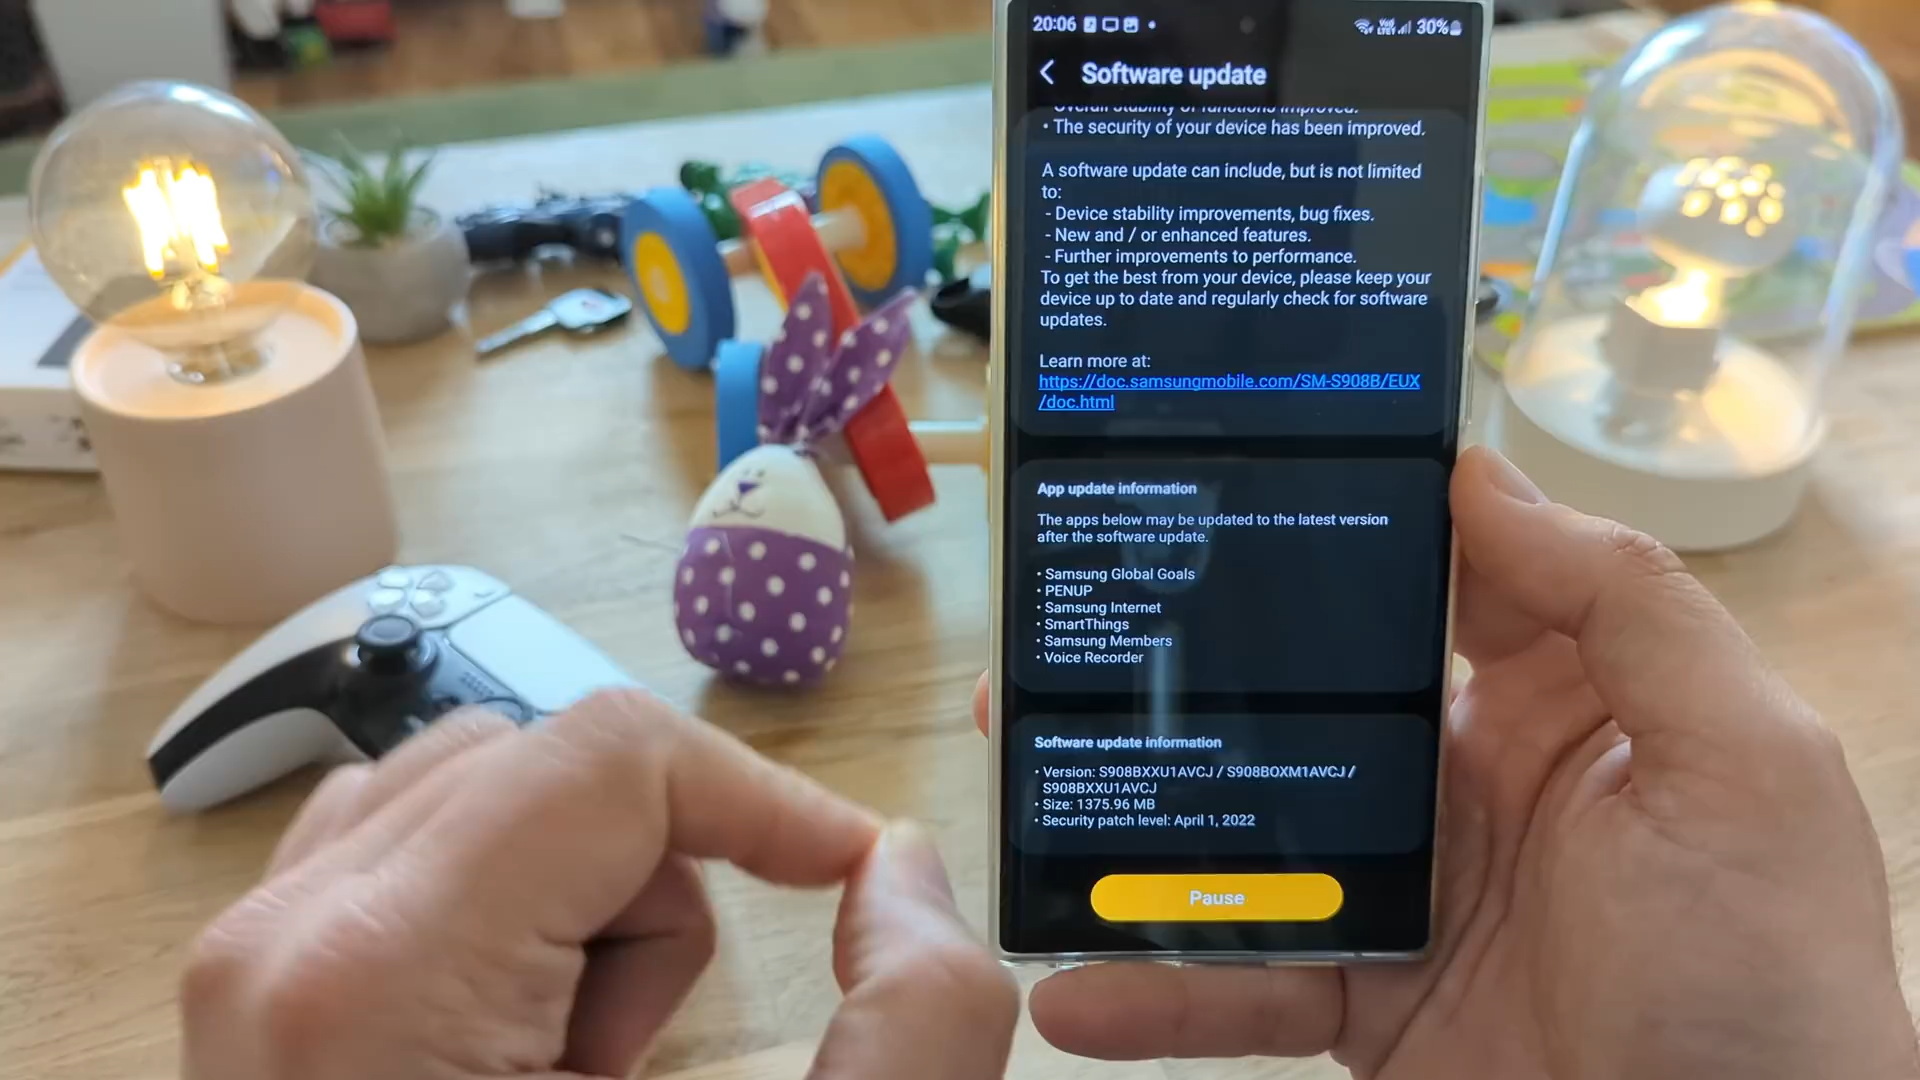 20:06
30%
Software update
Overall stability of functions improved.
• The security of your device has been improved.
A software update can include, but is not limited
to:
- Device stability improvements, bug fixes.
- New and / or enhanced features.
- Further improvements to performance.
To get the best from your device, please keep your
device up to date and regularly check for software
updates.
Learn more at:
https://doc.samsungmobile.com/SM-S908B/EUX
/doc.html
App update information
The apps below may be updated to the latest version
after the software update.
• Samsung Global Goals
• PENUP
• Samsung Internet
• SmartThings
• Samsung Members
• Voice Recorder
Software update information
• Version: S908BXXU1AVCJ / S908BOXM1AVCJ /
S908BXXU1AVCJ
• Size: 1375.96 MB
• Security patch level: April 1, 2022
Pause